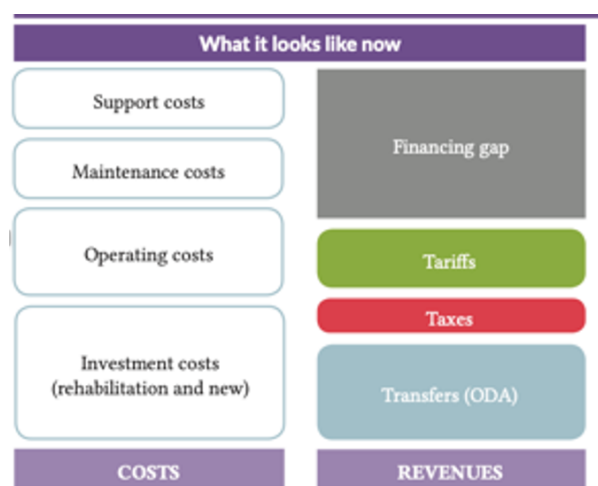 What it looks like now
Support costs
Maintenance costs
Operating costs
Investment costs
(rehabilitation and new)
COSTS
Financing gap
Tariffs
Taxes
Transfers (ODA)
REVENUES